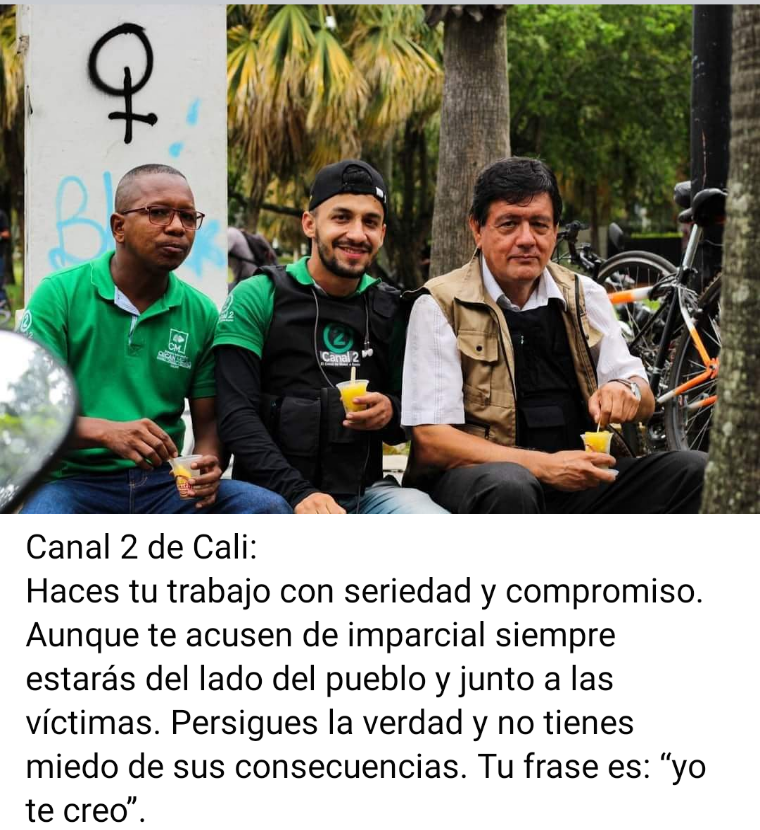 CM
2
Canal 2
Canal 2 de Cali:
Haces tu trabajo con seriedad y compromiso.
Aunque te acusen de imparcial siempre
estarás del lado del pueblo y junto a las
víctimas. Persigues la verdad y no tienes
miedo de sus consecuencias. Tu frase es: “yo
te creo”.